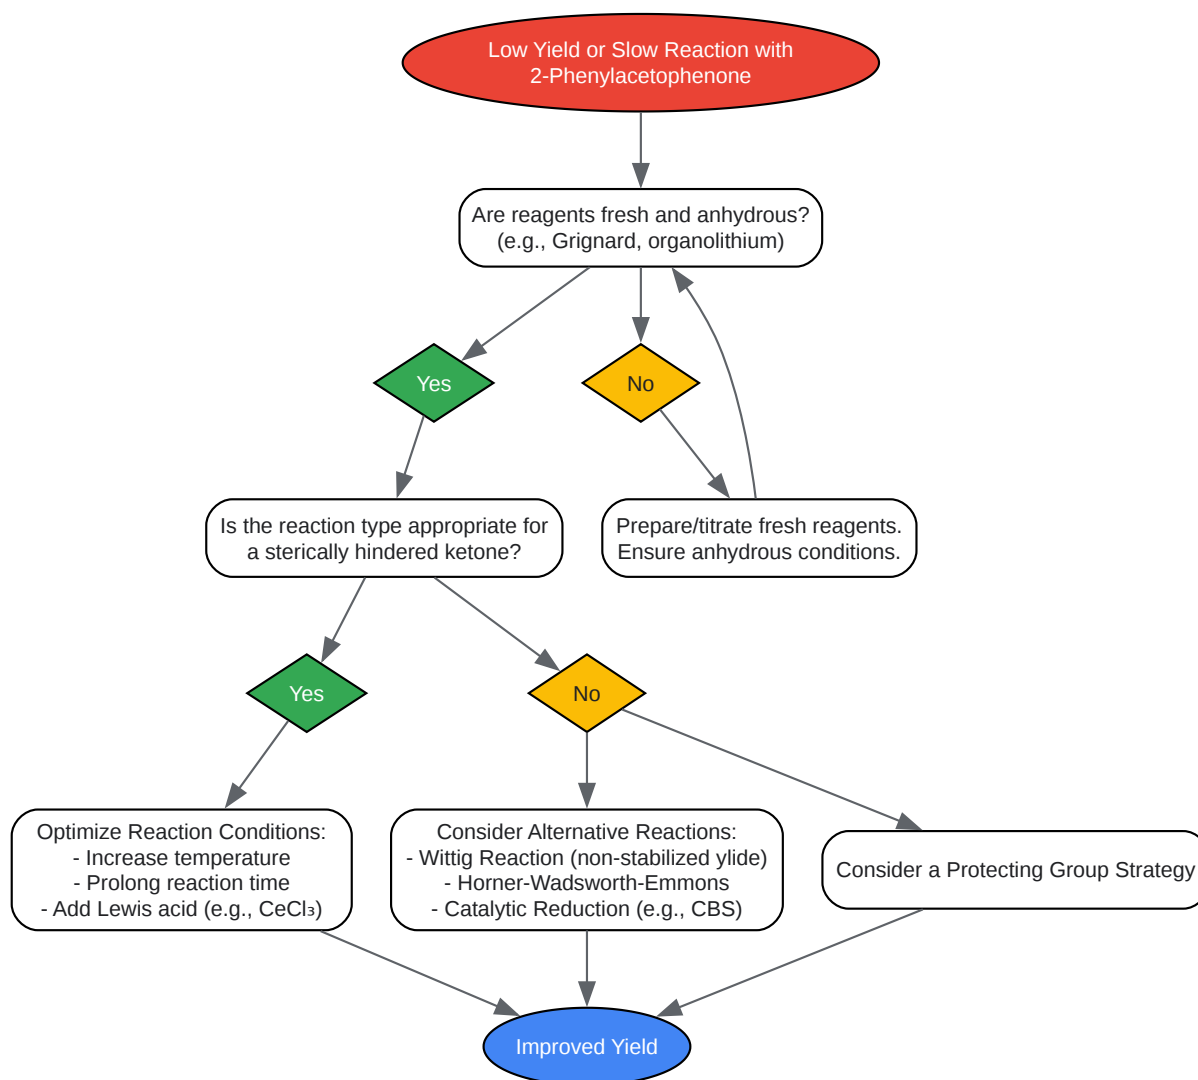 Low Yield or Slow Reaction with
2-Phenylacetophenone
Are reagents fresh and anhydrous?
(e.g., Grignard, organolithium)
Yes
No
Is the reaction type appropriate for
a sterically hindered ketone?
Prepare/titrate fresh reagents.
Ensure anhydrous conditions.
Yes
No
Optimize Reaction Conditions:
- Increase temperature
- Prolong reaction time
- Add Lewis acid (e.g., CeCl₃)
Consider Alternative Reactions:
- Wittig Reaction (non-stabilized ylide)
- Horner-Wadsworth-Emmons
- Catalytic Reduction (e.g., CBS)
Consider a Protecting Group Strategy
Improved Yield